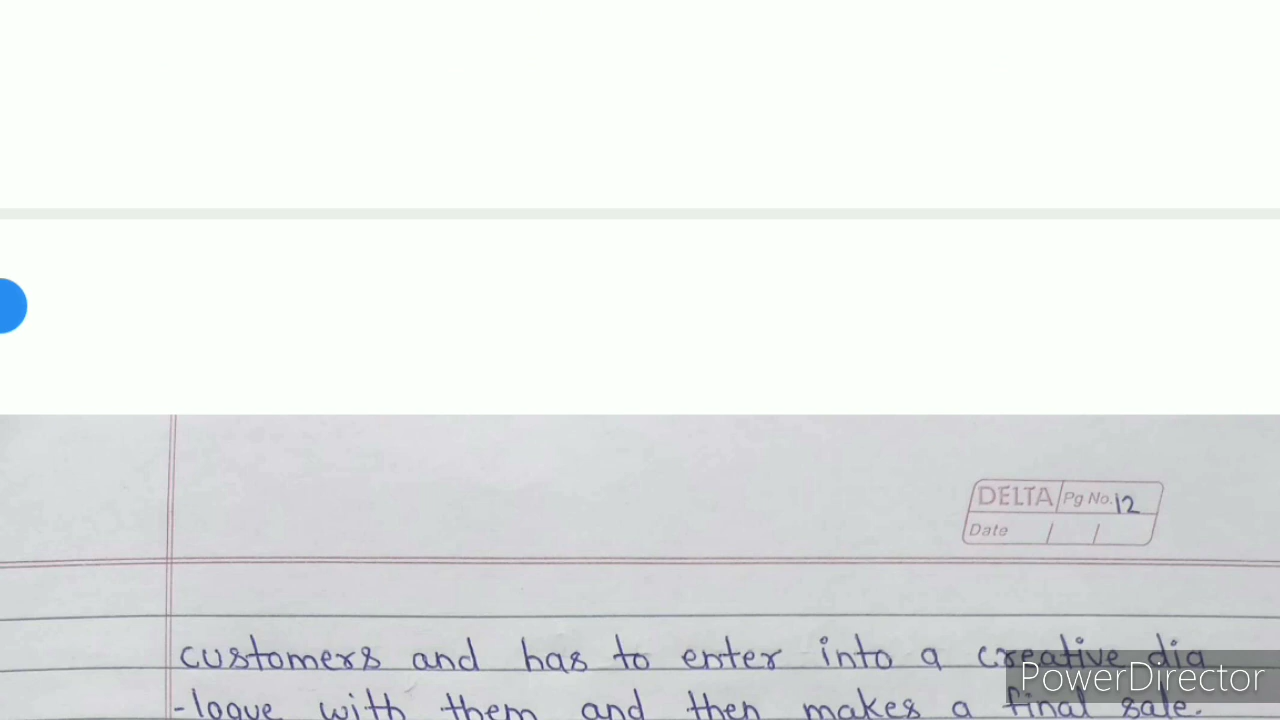 DELTA Pg No. 12
Date / /
customers and has to enter into a creative dia
-logue with them and then makes a final sale.
PowerDirector